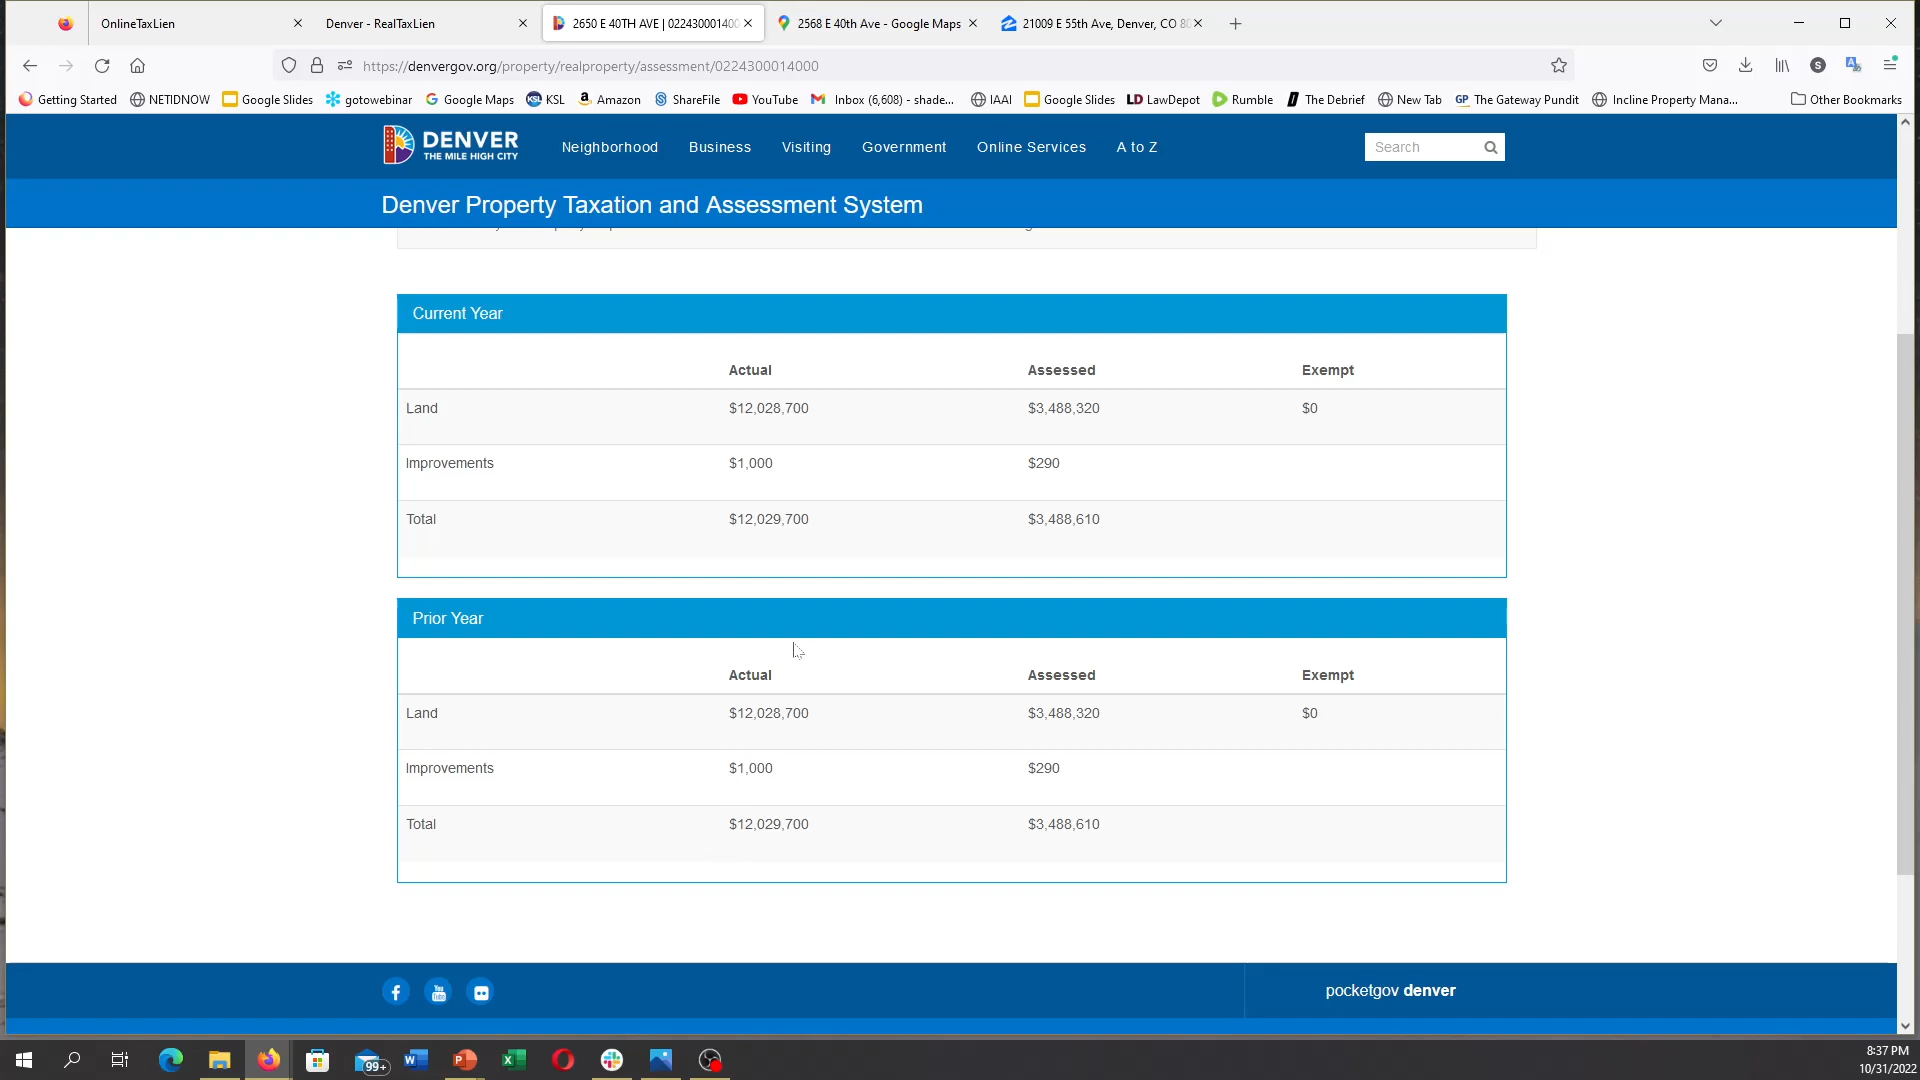 OnlineTaxLien
Denver - RealTaxLien
2650 E 40TH AVE | 022430001400
2568 E 40th Ave - Google Maps
21009 E 55th Ave, Denver, CO 80
https://denvergov.org/property/realproperty/assessment/0224300014000
Getting Started NETIDNOW Google Slides gotowebinar Google Maps KSL Amazon ShareFile YouTube Inbox (6,608) - shade... IAAI Google Slides LawDepot Rumble The Debrief New Tab The Gateway Pundit Incline Property Mana... Other Bookmarks
DENVER
THE MILE HIGH CITY
Neighborhood Business Visiting Government Online Services A to Z
Search
Denver Property Taxation and Assessment System
Current Year
Actual Assessed Exempt
Land $12,028,700 $3,488,320 $0
Improvements $1,000 $290
Total $12,029,700 $3,488,610
Prior Year
Actual Assessed Exempt
Land $12,028,700 $3,488,320 $0
Improvements $1,000 $290
Total $12,029,700 $3,488,610
pocketgov denver
99+
8:37 PM
10/31/2022